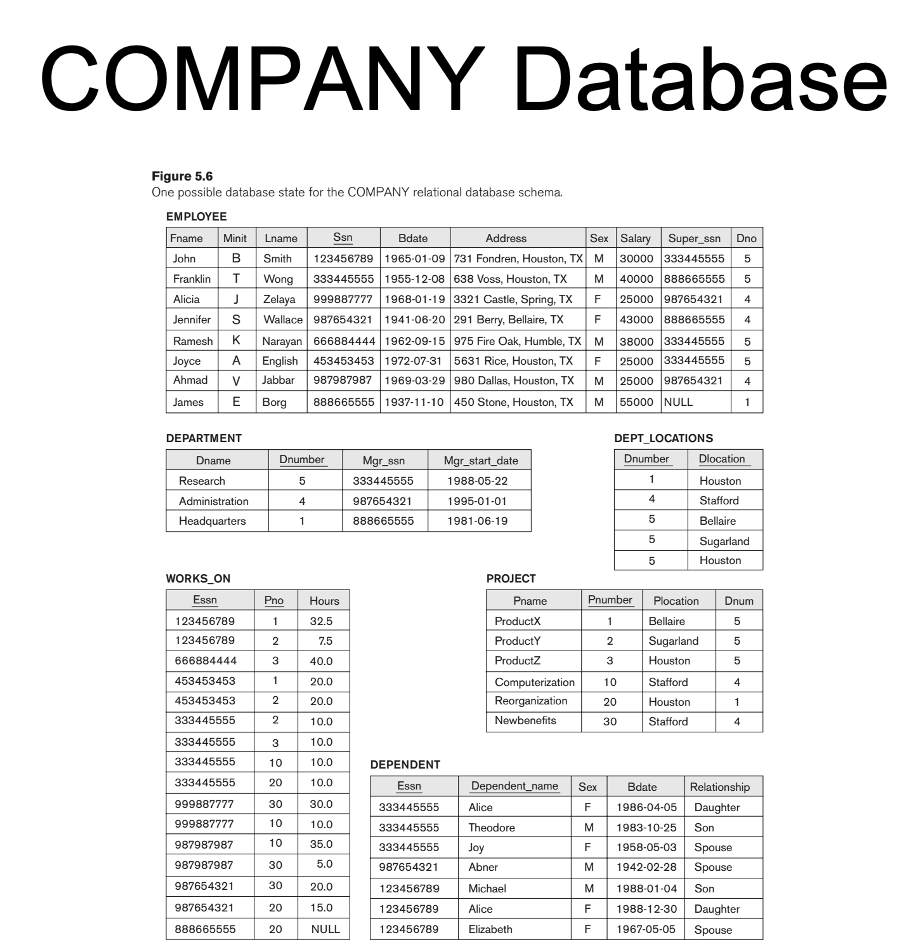 COMPANY Database
Figure 5.6
One possible database state for the COMPANY relational database schema.
EMPLOYEE
Fname Minit Lname Ssn Bdate Address Sex Salary Super_ssn Dno
John B Smith 123456789 1965-01-09 731 Fondren, Houston, TX M 30000 333445555 5
Franklin T Wong 333445555 1955-12-08 638 Voss, Houston, TX M 40000 888665555 5
Alicia J Zelaya 999887777 1968-01-19 3321 Castle, Spring, TX F 25000 987654321 4
Jennifer S Wallace 987654321 1941-06-20 291 Berry, Bellaire, TX F 43000 888665555 4
Ramesh K Narayan 666884444 1962-09-15 975 Fire Oak, Humble, TX M 38000 333445555 5
Joyce A English 453453453 1972-07-31 5631 Rice, Houston, TX F 25000 333445555 5
Ahmad V Jabbar 987987987 1969-03-29 980 Dallas, Houston, TX M 25000 987654321 4
James E Borg 888665555 1937-11-10 450 Stone, Houston, TX M 55000 NULL 1
DEPARTMENT
Dname Dnumber Mgr_ssn Mgr_start_date
Research 5 333445555 1988-05-22
Administration 4 987654321 1995-01-01
Headquarters 1 888665555 1981-06-19
DEPT_LOCATIONS
Dnumber Dlocation
1 Houston
4 Stafford
5 Bellaire
5 Sugarland
5 Houston
WORKS_ON
Essn Pno Hours
123456789 1 32.5
123456789 2 7.5
666884444 3 40.0
453453453 1 20.0
453453453 2 20.0
333445555 2 10.0
333445555 3 10.0
333445555 10 10.0
333445555 20 10.0
999887777 30 30.0
999887777 10 10.0
987987987 10 35.0
987987987 30 5.0
987654321 30 20.0
987654321 20 15.0
888665555 20 NULL
PROJECT
Pname Pnumber Plocation Dnum
ProductX 1 Bellaire 5
ProductY 2 Sugarland 5
ProductZ 3 Houston 5
Computerization 10 Stafford 4
Reorganization 20 Houston 1
Newbenefits 30 Stafford 4
DEPENDENT
Essn Dependent_name Sex Bdate Relationship
333445555 Alice F 1986-04-05 Daughter
333445555 Theodore M 1983-10-25 Son
333445555 Joy F 1958-05-03 Spouse
987654321 Abner M 1942-02-28 Spouse
123456789 Michael M 1988-01-04 Son
123456789 Alice F 1988-12-30 Daughter
123456789 Elizabeth F 1967-05-05 Spouse